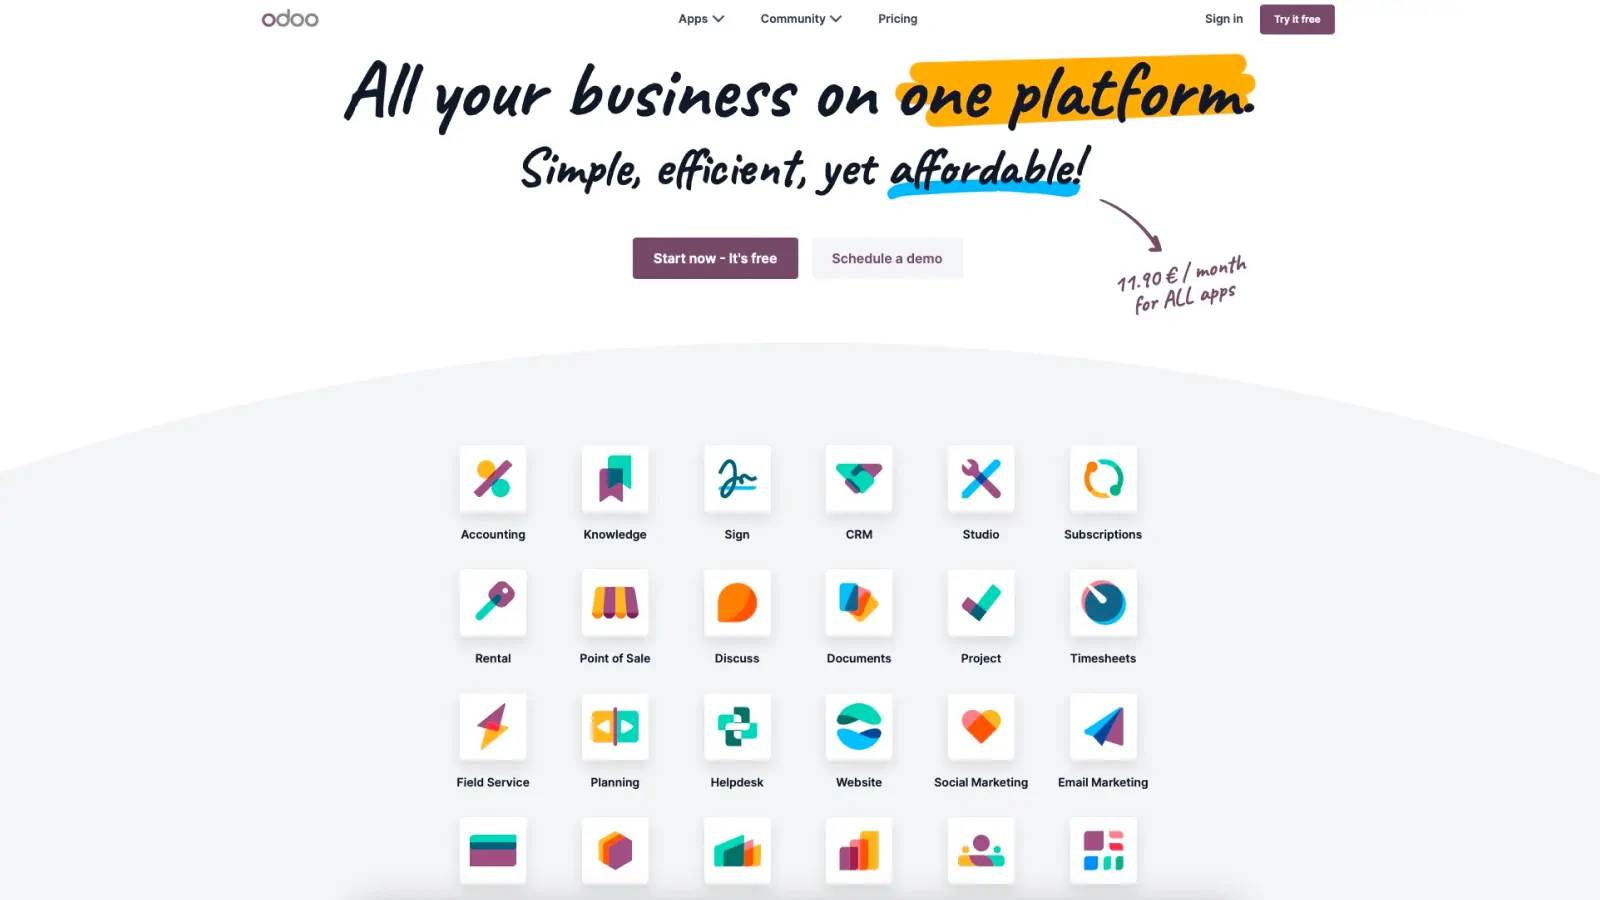 odoo
Apps
Community
Pricing
Sign in
Try it free
All your business on one platform.
Simple, efficient, yet affordable!
Start now - It's free
Schedule a demo
11.90 € / month
for ALL apps
Accounting
Knowledge
Sign
CRM
Studio
Subscriptions
Rental
Point of Sale
Discuss
Documents
Project
Timesheets
Field Service
Planning
Helpdesk
Website
Social Marketing
Email Marketing